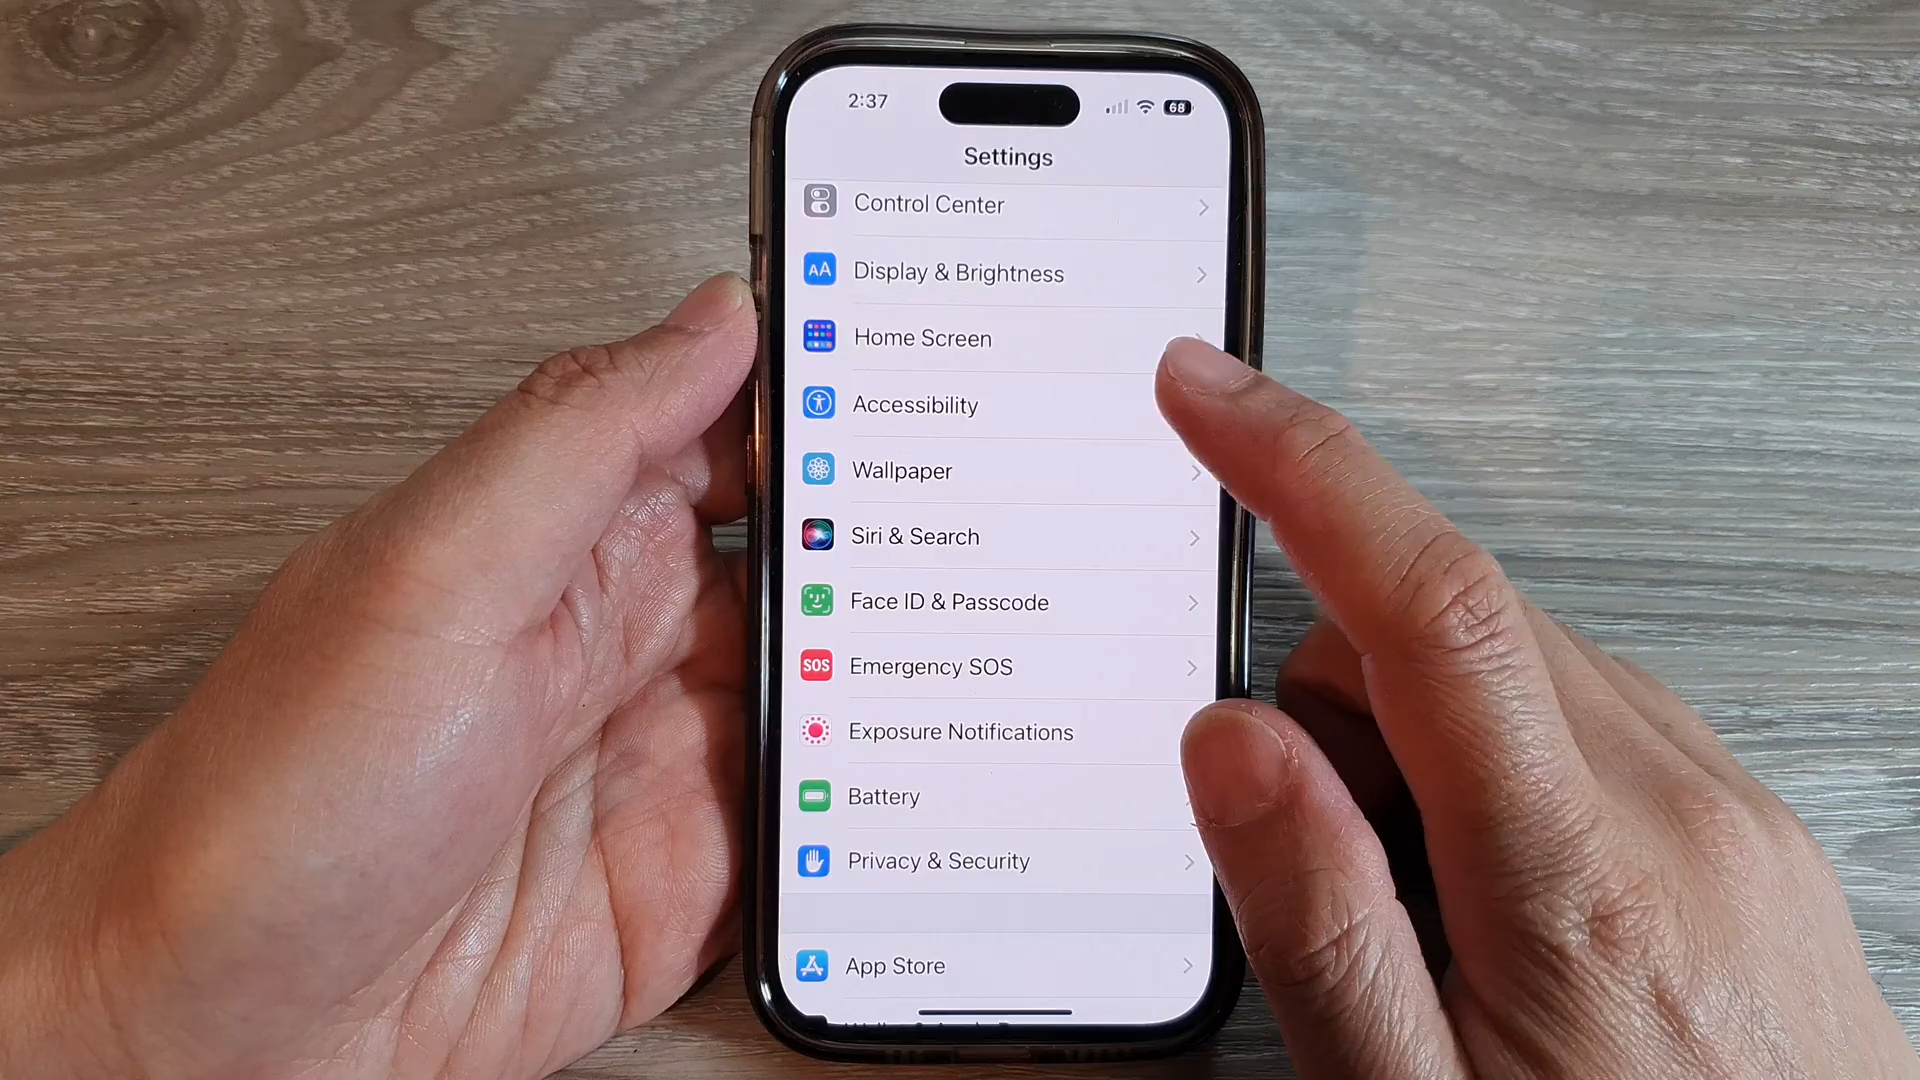 2:37
68
Settings
Control Center
AA
Display & Brightness
Home Screen
Accessibility
Wallpaper
Siri & Search
Face ID & Passcode
SOS
Emergency SOS
Exposure Notifications
Battery
Privacy & Security
App Store